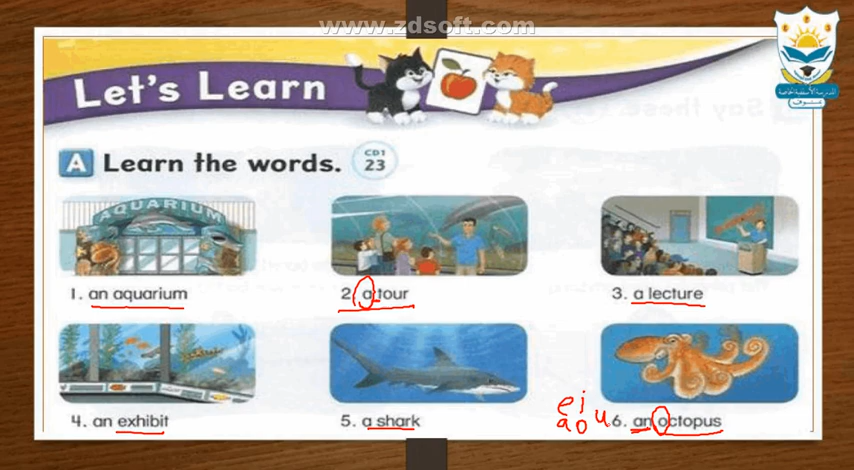 www.zdsoft.com
Let's Learn
A Learn the words. CD1 23
AQUARIUM
1. an aquarium
2. a tour
3. a lecture
4. an exhibit
5. a shark
6. an octopus
e i
a o u
منوف